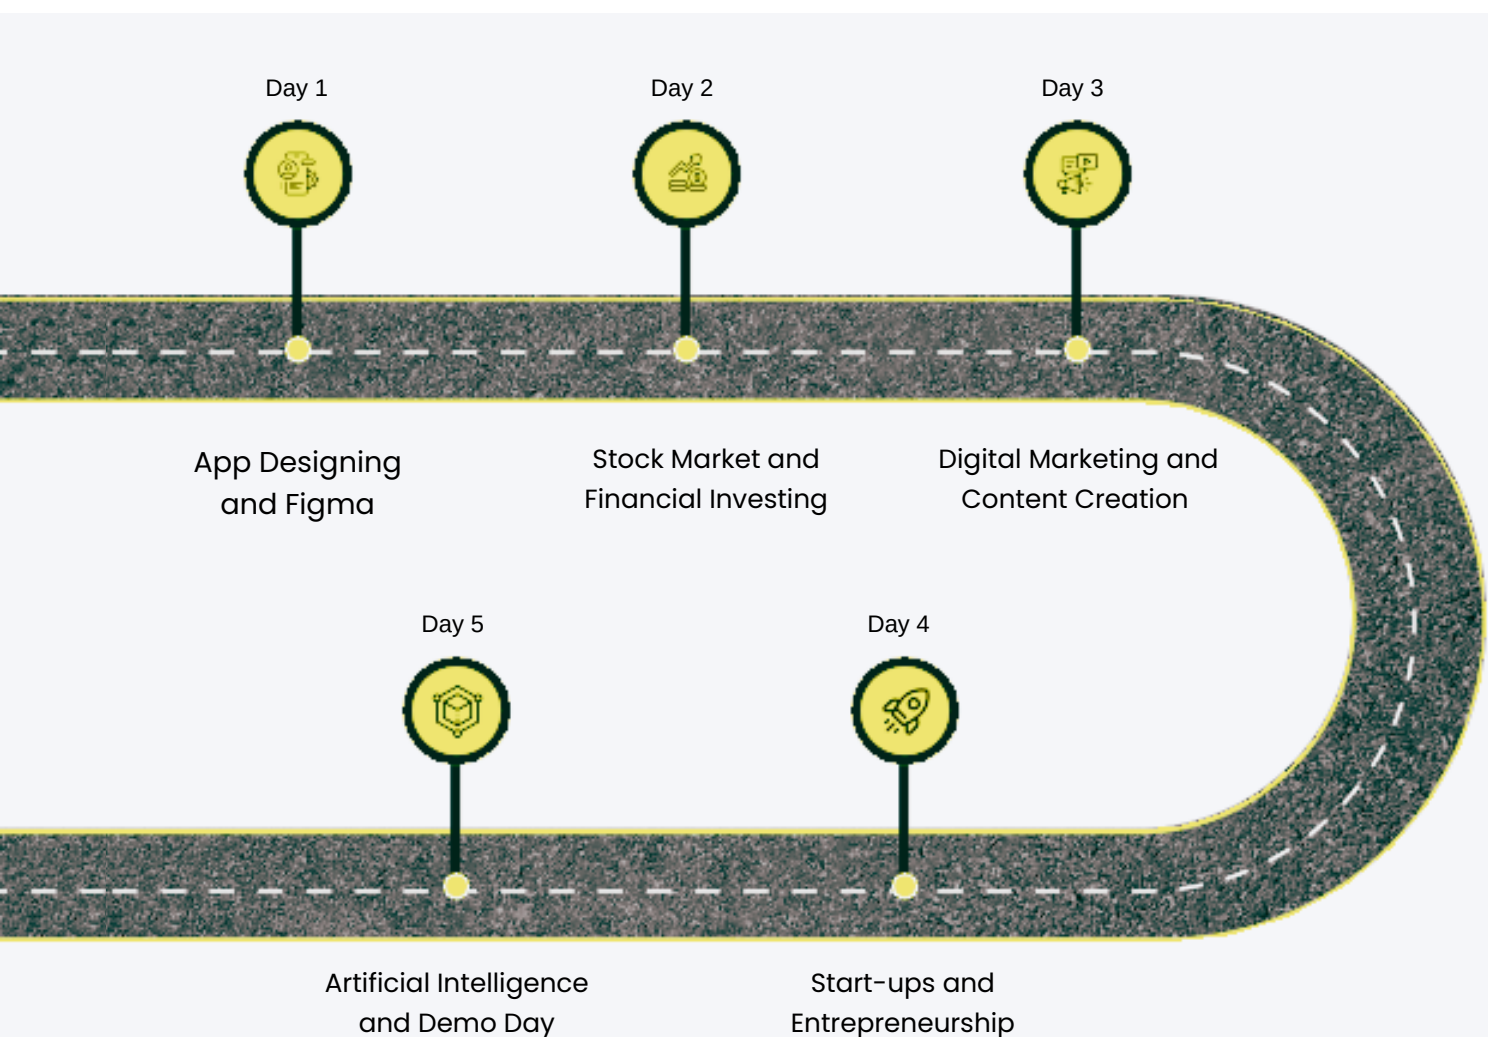 Day 1
Day 2
Day 3
App Designing
and Figma
Stock Market and
Financial Investing
Digital Marketing and
Content Creation
Day 5
Day 4
Artificial Intelligence
and Demo Day
Start-ups and
Entrepreneurship